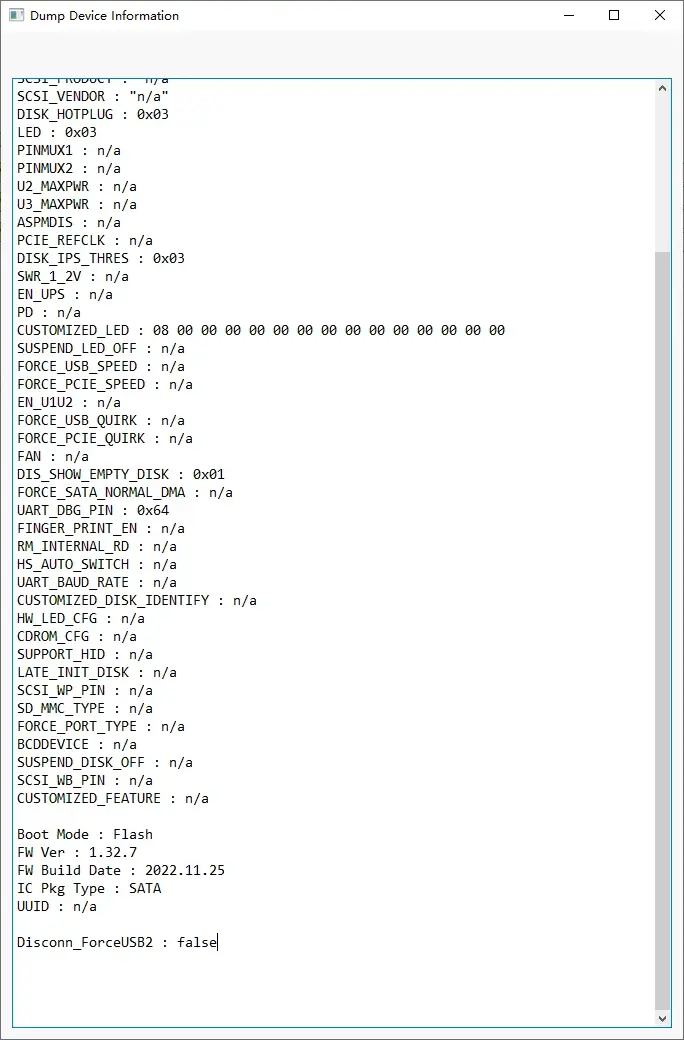 Dump Device Information
SCSI_PRODUCT : "n/a"
SCSI_VENDOR : "n/a"
DISK_HOTPLUG : 0x03
LED : 0x03
PINMUX1 : n/a
PINMUX2 : n/a
U2_MAXPWR : n/a
U3_MAXPWR : n/a
ASPMDIS : n/a
PCIE_REFCLK : n/a
DISK_IPS_THRES : 0x03
SWR_1_2V : n/a
EN_UPS : n/a
PD : n/a
CUSTOMIZED_LED : 08 00 00 00 00 00 00 00 00 00 00 00 00 00 00
SUSPEND_LED_OFF : n/a
FORCE_USB_SPEED : n/a
FORCE_PCIE_SPEED : n/a
EN_U1U2 : n/a
FORCE_USB_QUIRK : n/a
FORCE_PCIE_QUIRK : n/a
FAN : n/a
DIS_SHOW_EMPTY_DISK : 0x01
FORCE_SATA_NORMAL_DMA : n/a
UART_DBG_PIN : 0x64
FINGER_PRINT_EN : n/a
RM_INTERNAL_RD : n/a
HS_AUTO_SWITCH : n/a
UART_BAUD_RATE : n/a
CUSTOMIZED_DISK_IDENTIFY : n/a
HW_LED_CFG : n/a
CDROM_CFG : n/a
SUPPORT_HID : n/a
LATE_INIT_DISK : n/a
SCSI_WP_PIN : n/a
SD_MMC_TYPE : n/a
FORCE_PORT_TYPE : n/a
BCDDEVICE : n/a
SUSPEND_DISK_OFF : n/a
SCSI_WB_PIN : n/a
CUSTOMIZED_FEATURE : n/a
Boot Mode : Flash
FW Ver : 1.32.7
FW Build Date : 2022.11.25
IC Pkg Type : SATA
UUID : n/a
Disconn_ForceUSB2 : false